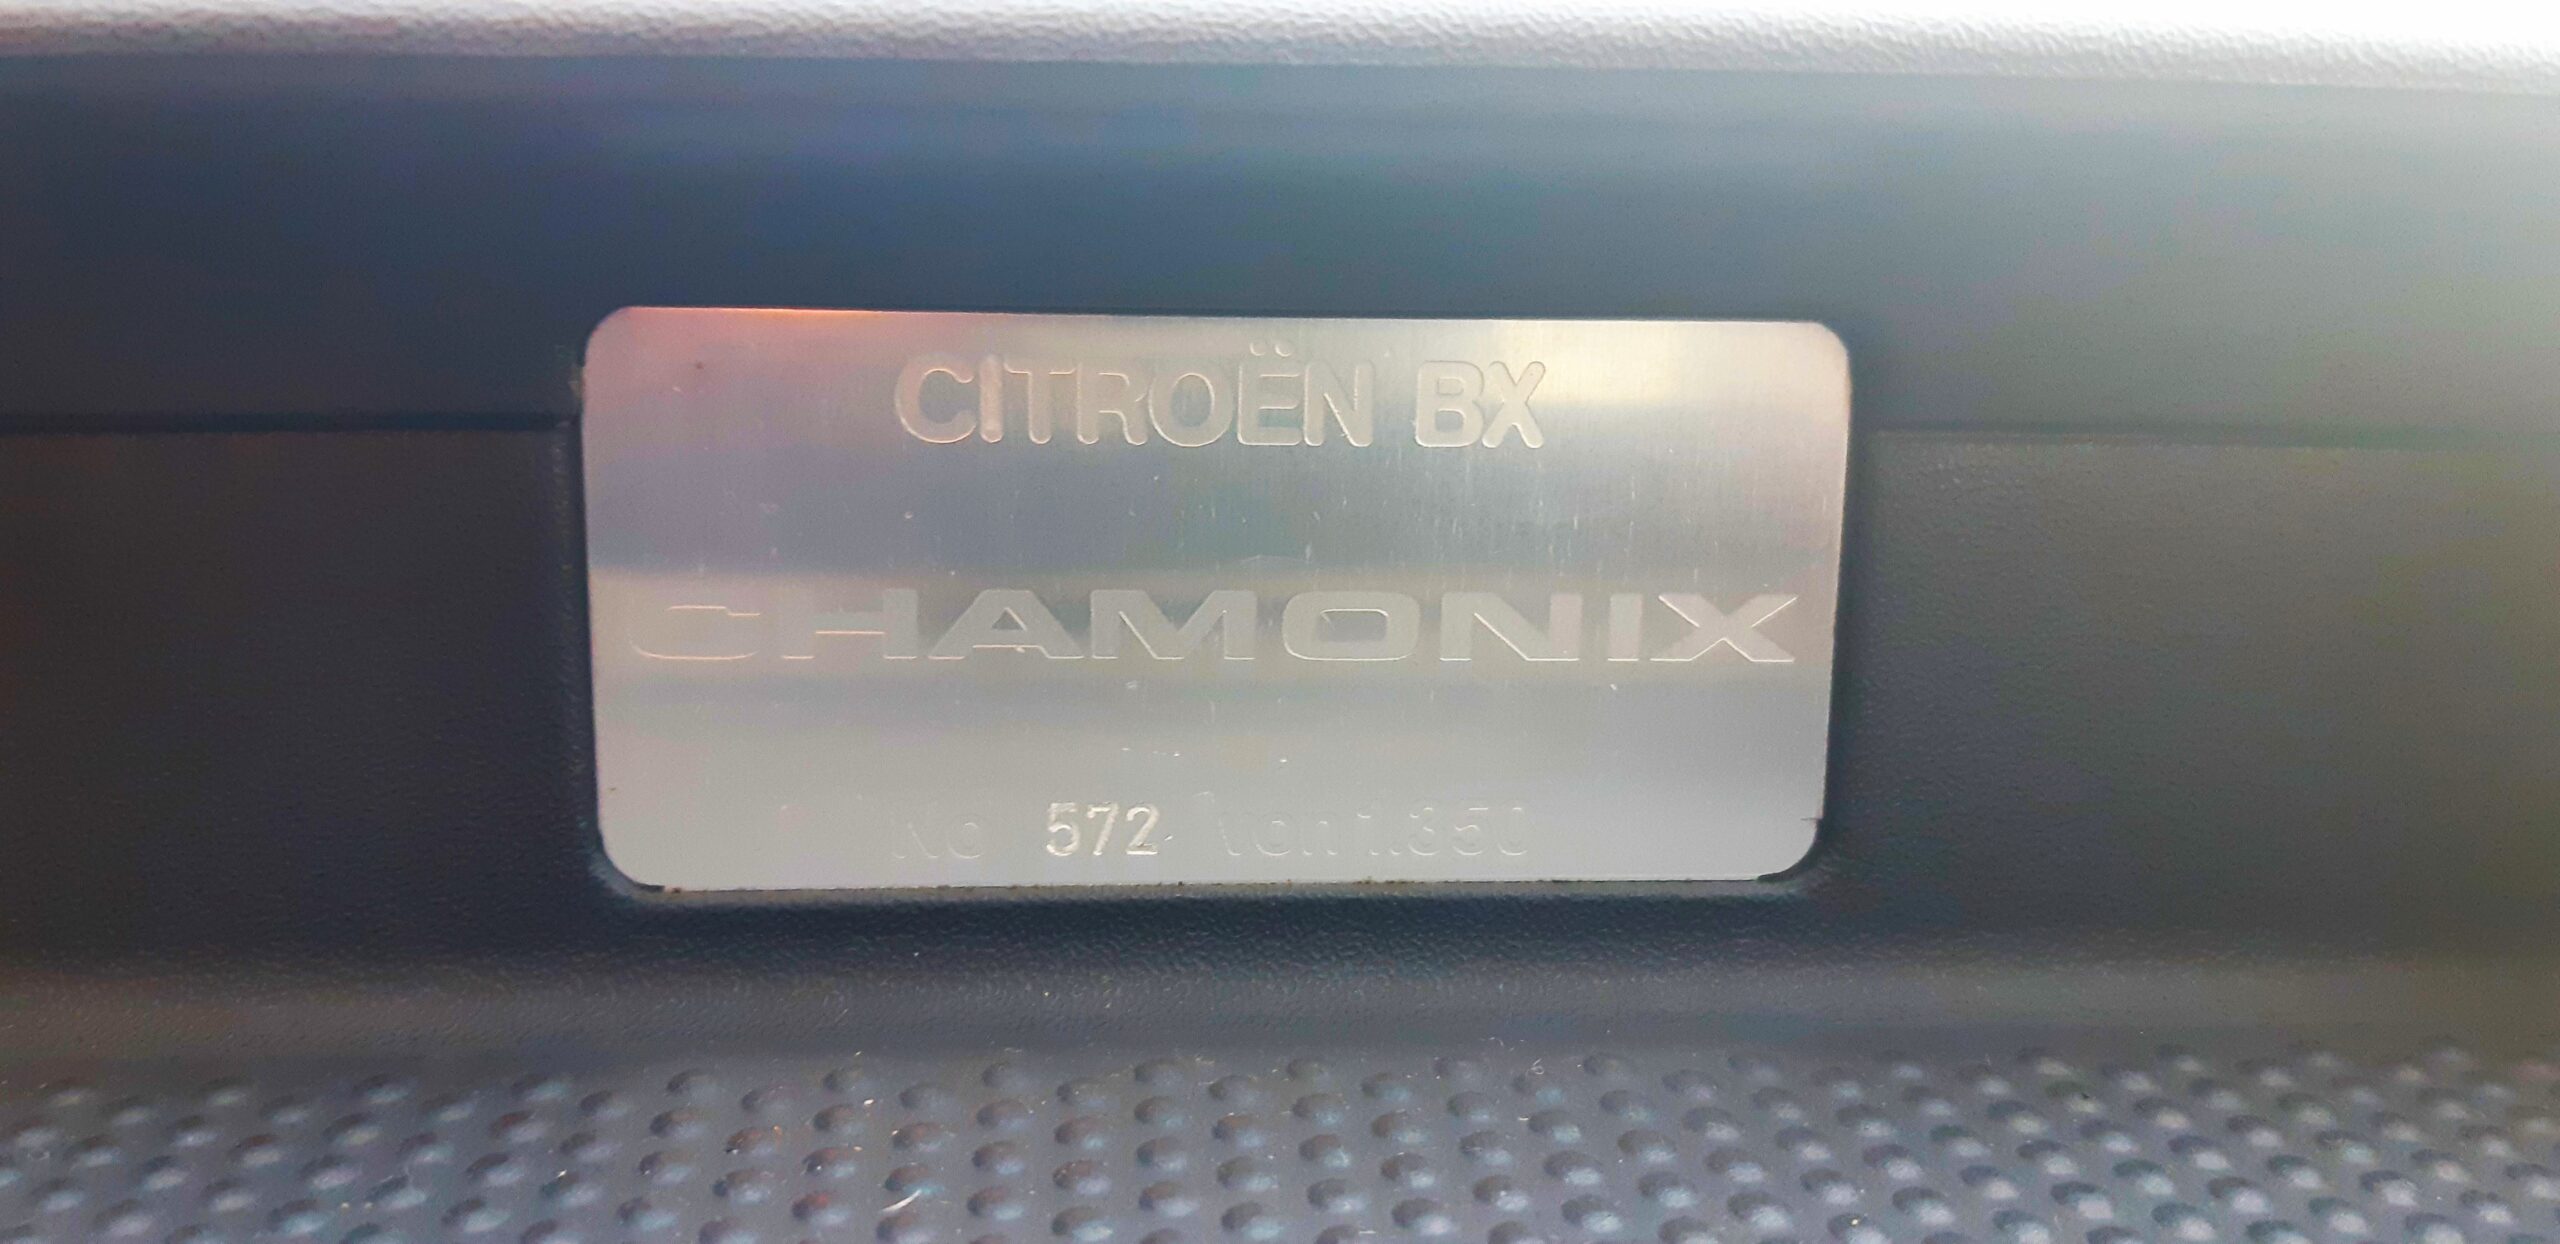 CITROËN BX
CHAMONIX
No 572 von 1.350